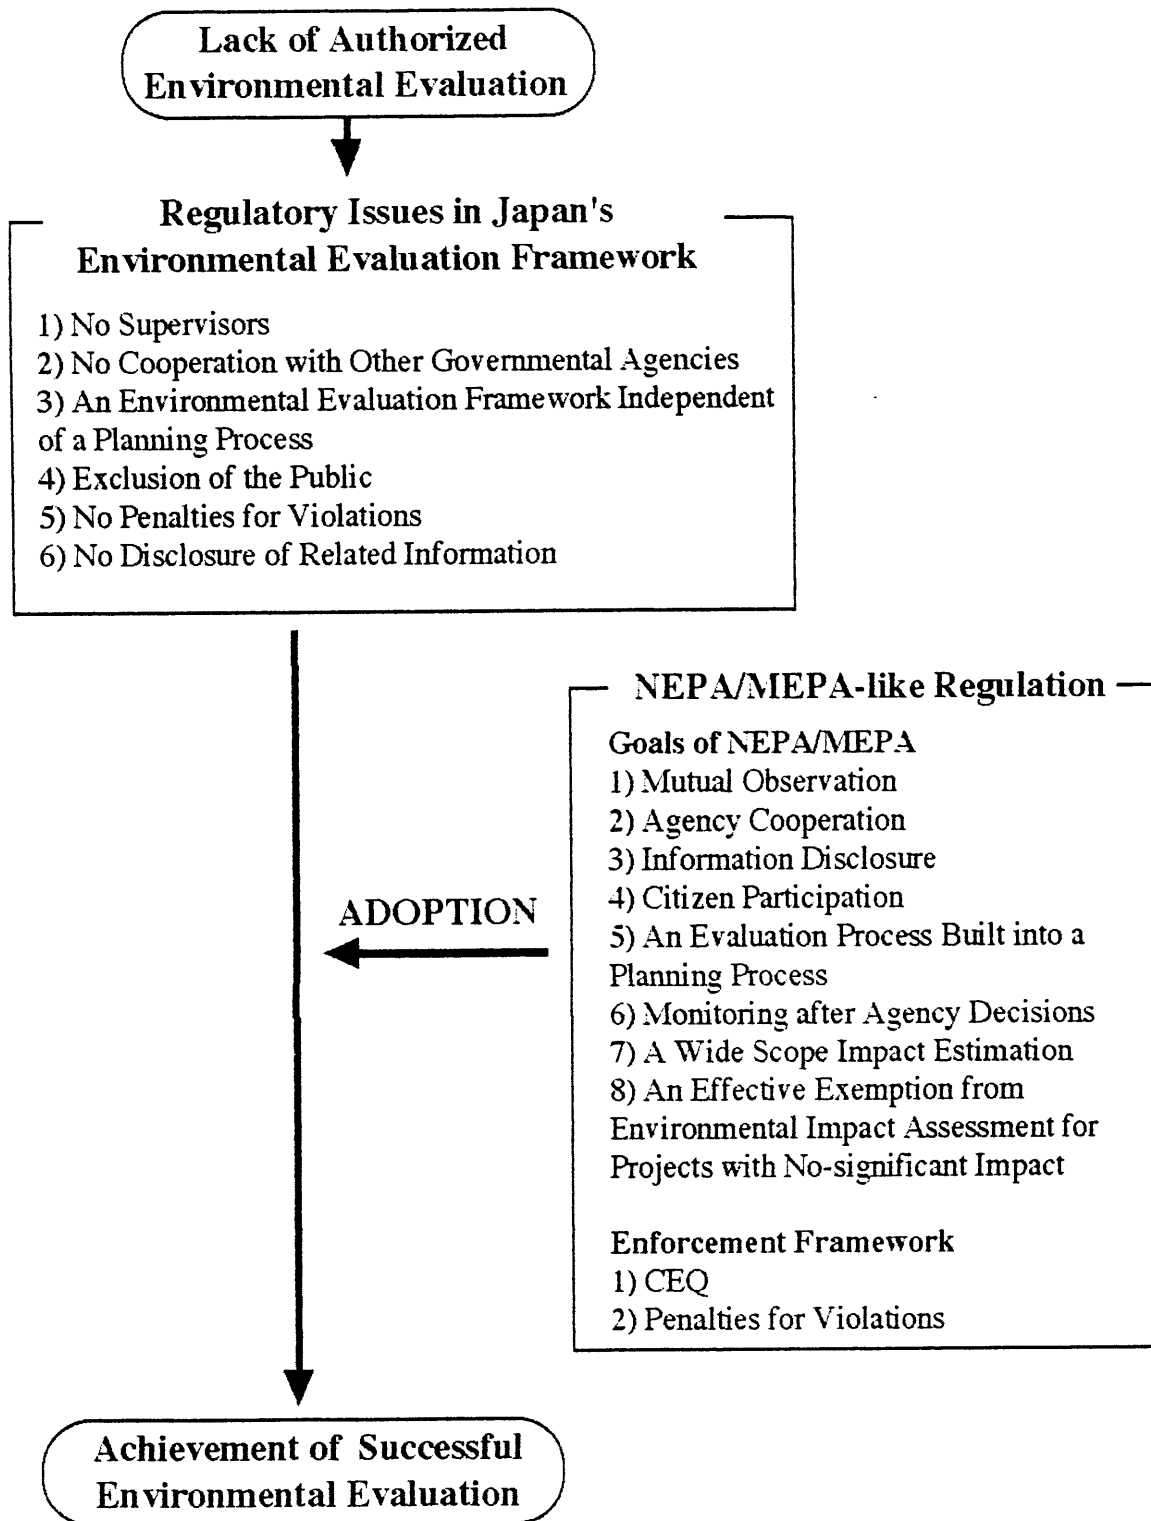 Lack of Authorized
Environmental Evaluation
Regulatory Issues in Japan's
Environmental Evaluation Framework
1) No Supervisors
2) No Cooperation with Other Governmental Agencies
3) An Environmental Evaluation Framework Independent
of a Planning Process
4) Exclusion of the Public
5) No Penalties for Violations
6) No Disclosure of Related Information
NEPA/MEPA-like Regulation
Goals of NEPA/MEPA
1) Mutual Observation
2) Agency Cooperation
3) Information Disclosure
4) Citizen Participation
5) An Evaluation Process Built into a
Planning Process
6) Monitoring after Agency Decisions
7) A Wide Scope Impact Estimation
8) An Effective Exemption from
Environmental Impact Assessment for
Projects with No-significant Impact
Enforcement Framework
1) CEQ
2) Penalties for Violations
ADOPTION
Achievement of Successful
Environmental Evaluation